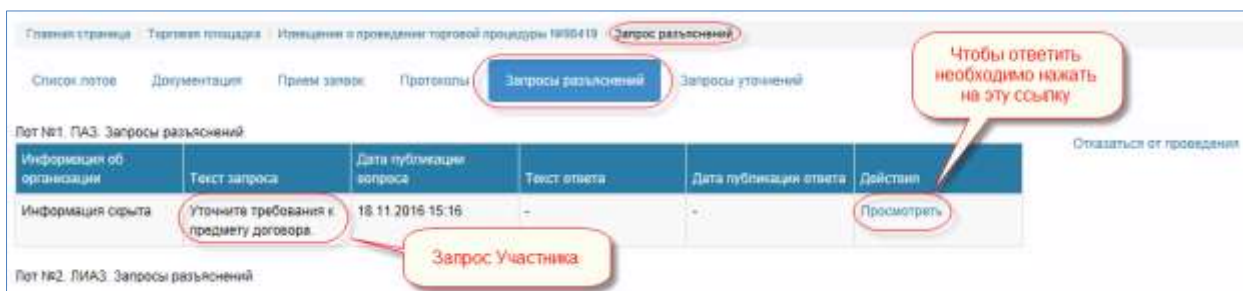 Главная страница Торговая площадка Извещение о проведении торговой процедуры №98419 Запрос разъяснений
Список лотов Документация Прием заявок Протоколы Запросы разъяснений Запросы уточнений
Чтобы ответить
необходимо нажать
на эту ссылку
Отказаться от проведения
Лот №1. ПАЗ. Запросы разъяснений
Информация об
организации
Текст запроса
Дата публикации
вопроса
Текст ответа
Дата публикации ответа
Действия
Информация скрыта
Уточните требования к
предмету договора.
18.11.2016 15:16
-
-
Просмотреть
Запрос Участника
Лот №2. ЛИАЗ. Запросы разъяснений